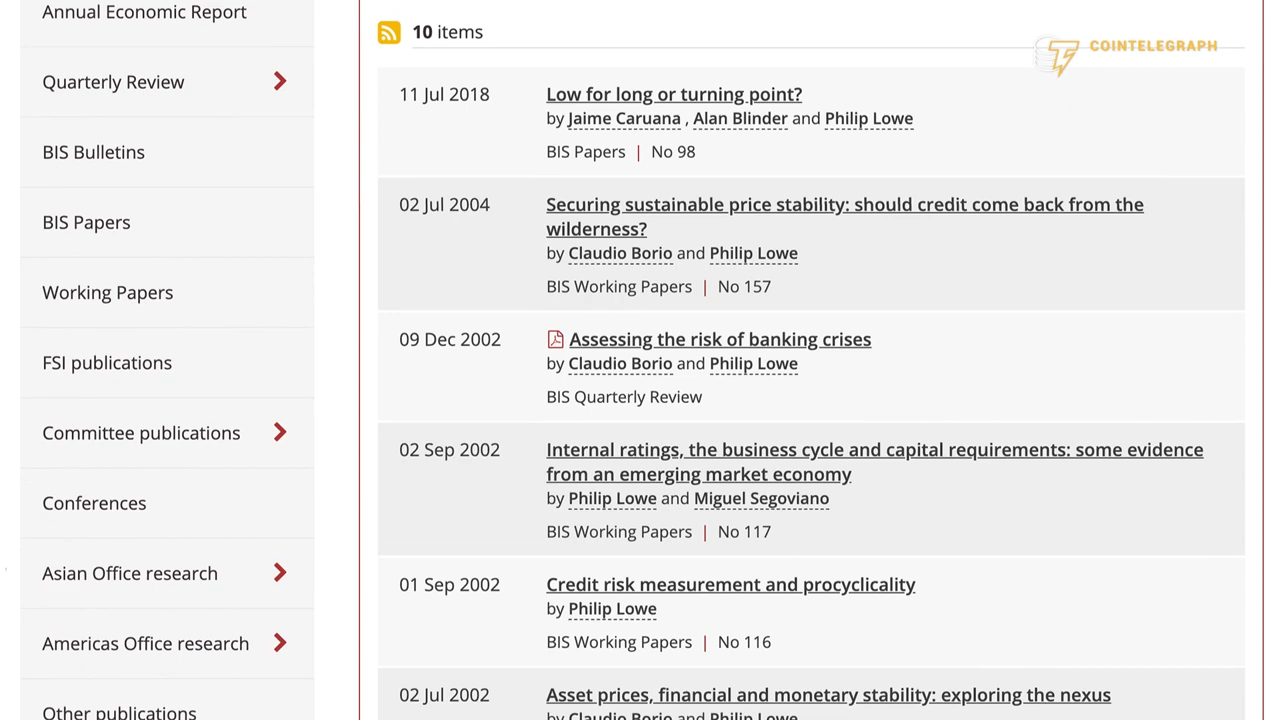 Annual Economic Report
Quarterly Review
BIS Bulletins
BIS Papers
Working Papers
FSI publications
Committee publications
Conferences
Asian Office research
Americas Office research
Other publications
10 items
COINTELEGRAPH
11 Jul 2018
Low for long or turning point?
by Jaime Caruana , Alan Blinder and Philip Lowe
BIS Papers | No 98
02 Jul 2004
Securing sustainable price stability: should credit come back from the
wilderness?
by Claudio Borio and Philip Lowe
BIS Working Papers | No 157
09 Dec 2002
Assessing the risk of banking crises
by Claudio Borio and Philip Lowe
BIS Quarterly Review
02 Sep 2002
Internal ratings, the business cycle and capital requirements: some evidence
from an emerging market economy
by Philip Lowe and Miguel Segoviano
BIS Working Papers | No 117
01 Sep 2002
Credit risk measurement and procyclicality
by Philip Lowe
BIS Working Papers | No 116
02 Jul 2002
Asset prices, financial and monetary stability: exploring the nexus
by Claudio Borio and Philip Lowe